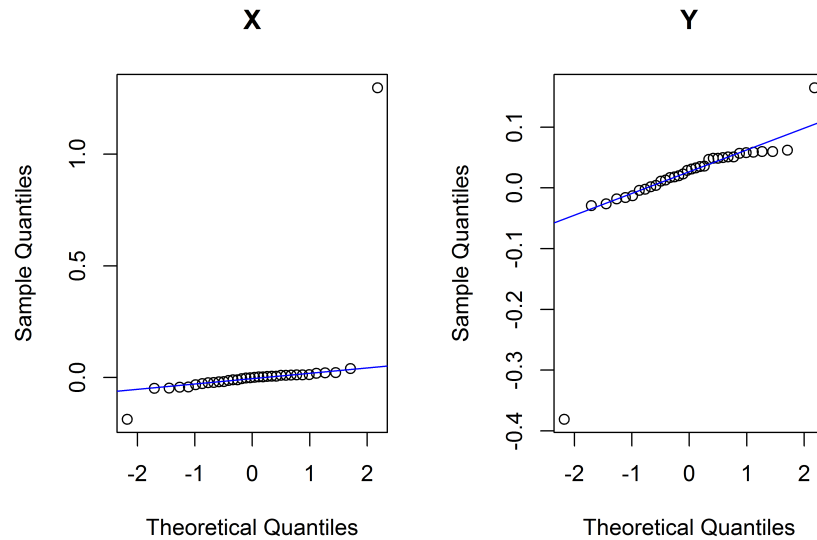 X
Sample Quantiles
1.0
0.5
0.0
-2 -1 0 1 2
Theoretical Quantiles
Y
Sample Quantiles
0.1
0.0
-0.1
-0.2
-0.3
-0.4
-2 -1 0 1 2
Theoretical Quantiles